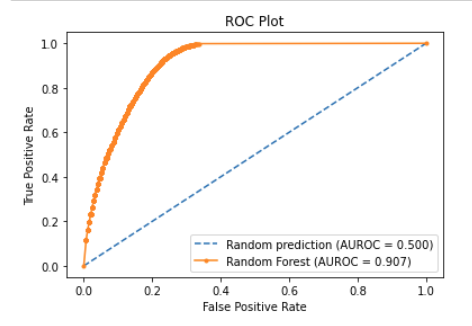 ROC Plot
1.0
0.8
0.6
0.4
0.2
0.0
True Positive Rate
Random prediction (AUROC = 0.500)
Random Forest (AUROC = 0.907)
0.0 0.2 0.4 0.6 0.8 1.0
False Positive Rate